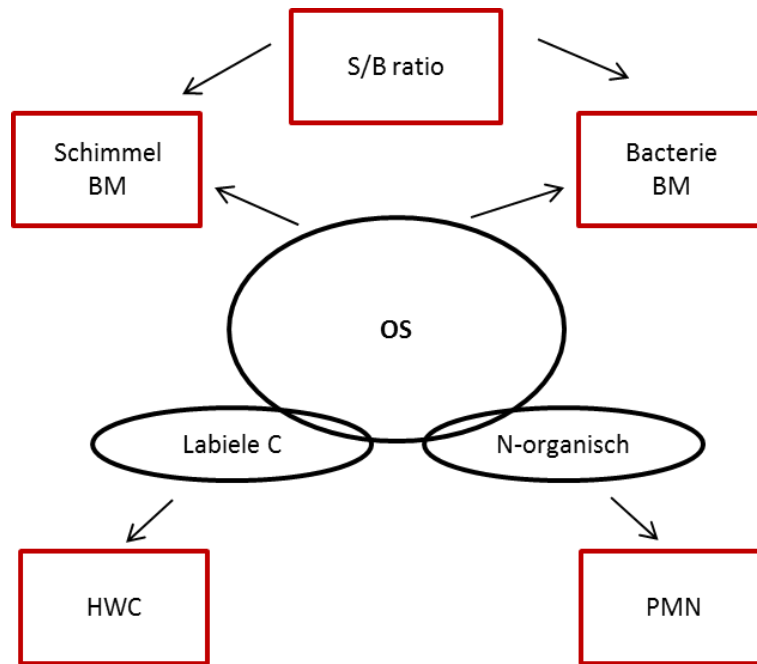 S/B ratio
Schimmel
BM
Bacterie
BM
OS
Labiele C
N-organisch
HWC
PMN